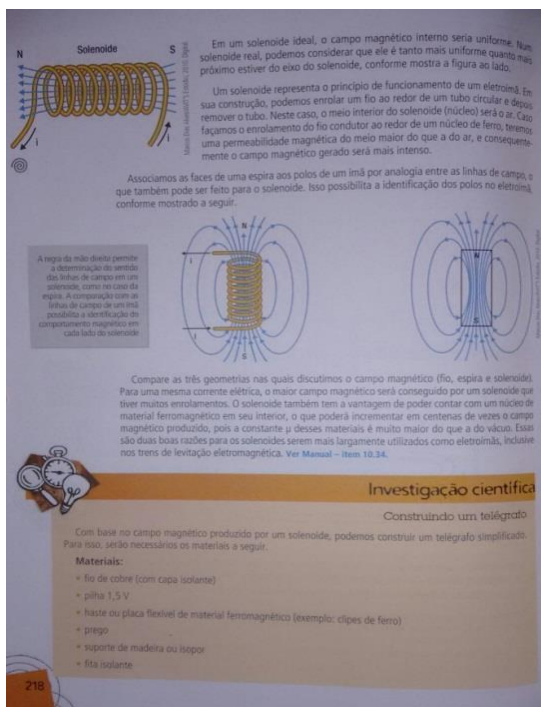 Solenoide
N
S
i
i
Em um solenoide ideal, o campo magnético interno seria uniforme. Num
solenoide real, podemos considerar que ele é tanto mais uniforme quanto mais
próximo estiver do eixo do solenoide, conforme mostra a figura ao lado.
Um solenoide representa o princípio de funcionamento de um eletroímã. Em
sua construção, podemos enrolar um fio ao redor de um tubo circular e depois
remover o tubo. Neste caso, o meio interior do solenoide (núcleo) será o ar. Caso
façamos o enrolamento do fio condutor ao redor de um núcleo de ferro, teremos
uma permeabilidade magnética do meio maior do que a do ar, e consequente-
mente o campo magnético gerado será mais intenso.
Associamos as faces de uma espira aos polos de um imã por analogia entre as linhas de campo, o
que também pode ser feito para o solenoide. Isso possibilita a identificação dos polos no eletroímã,
conforme mostrado a seguir.
A regra da mão direita permite
a determinação do sentido
das linhas de campo em um
solenoide, como no caso da
espira. A comparação com as
linhas de campo de um imã
possibilita a identificação do
comportamento magnético em
cada lado do solenoide
N
i
i
S
N
S
Compare as três geometrias nas quais discutimos o campo magnético (fio, espira e solenoide).
Para uma mesma corrente elétrica, o maior campo magnético será conseguido por um solenoide que
tiver muitos enrolamentos. O solenoide também tem a vantagem de poder contar com um núcleo de
material ferromagnético em seu interior, o que poderá incrementar em centenas de vezes o campo
magnético produzido, pois a constante μ desses materiais é muito maior do que a do vácuo. Essas
são duas boas razões para os solenoides serem mais largamente utilizados como eletroímãs, inclusive
nos trens de levitação eletromagnética. Ver Manual – item 10.34.
Investigação científica
Construindo um telégrafo
Com base no campo magnético produzido por um solenoide, podemos construir um telégrafo simplificado.
Para isso, serão necessários os materiais a seguir.
Materiais:
• fio de cobre (com capa isolante)
• pilha 1,5 V
• haste ou placa flexível de material ferromagnético (exemplo: clipes de ferro)
• prego
• suporte de madeira ou isopor
• fita isolante
218